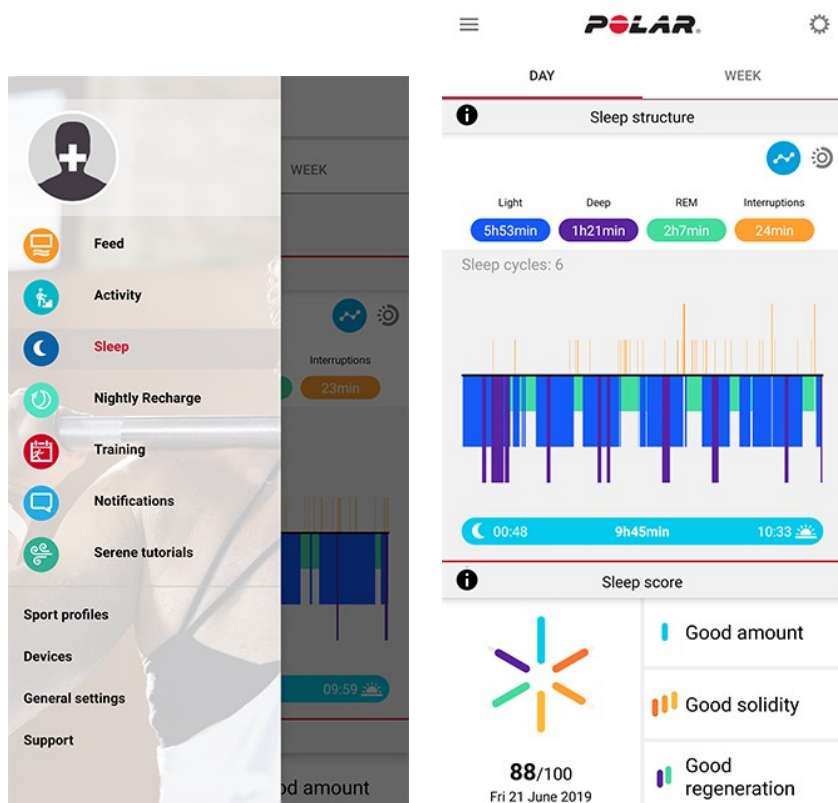 WEEK
Feed
Activity
Sleep
Interruptions
23min
Nightly Recharge
Training
Notifications
Serene tutorials
Sport profiles
Devices
General settings
09:59
Support
od amount
POLAR
DAY WEEK
Sleep structure
Light Deep REM Interruptions
5h53min 1h21min 2h7min 24min
Sleep cycles: 6
00:48 9h45min 10:33
Sleep score
Good amount
Good solidity
88/100
Fri 21 June 2019
Good
regeneration